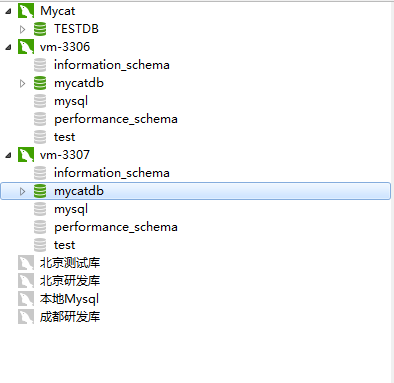 Mycat
TESTDB
vm-3306
information_schema
mycatdb
mysql
performance_schema
test
vm-3307
information_schema
mycatdb
mysql
performance_schema
test
北京测试库
北京研发库
本地Mysql
成都研发库